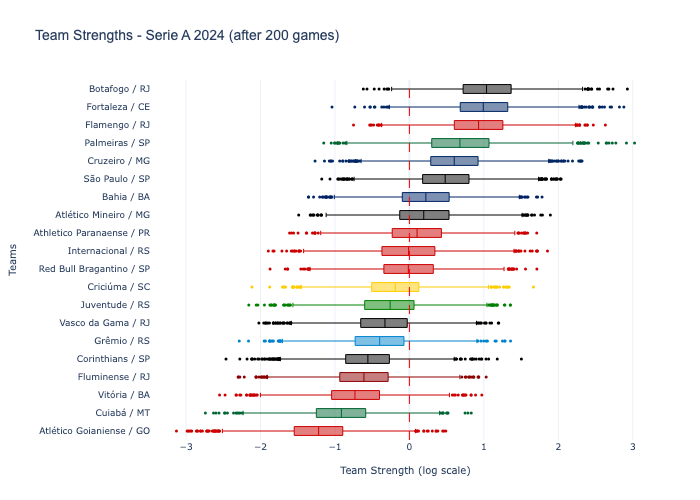 Team Strengths - Serie A 2024 (after 200 games)
Botafogo / RJ
Fortaleza / CE
Flamengo / RJ
Palmeiras / SP
Cruzeiro / MG
São Paulo / SP
Bahia / BA
Atlético Mineiro / MG
Athletico Paranaense / PR
Internacional / RS
Red Bull Bragantino / SP
Criciúma / SC
Juventude / RS
Vasco da Gama / RJ
Grêmio / RS
Corinthians / SP
Fluminense / RJ
Vitória / BA
Cuiabá / MT
Atlético Goianiense / GO
Teams
−3 −2 −1 0 1 2 3
Team Strength (log scale)